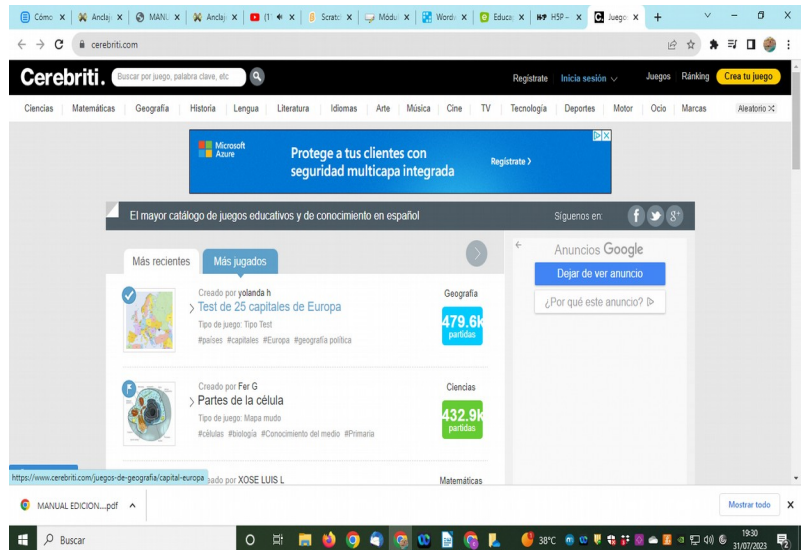 Cómo
Anclaj
MANU
Anclaj
(1
Scratc
Módul
Word
Educa
H5P –
Juego
cerebriti.com
Cerebriti.
Buscar por juego, palabra clave, etc
Regístrate
Inicia sesión
Juegos
Ránking
Crea tu juego
Ciencias
Matemáticas
Geografía
Historia
Lengua
Literatura
Idiomas
Arte
Música
Cine
TV
Tecnología
Deportes
Motor
Ocio
Marcas
Aleatorio
Microsoft
Azure
Protege a tus clientes con
seguridad multicapa integrada
Regístrate >
El mayor catálogo de juegos educativos y de conocimiento en español
Síguenos en:
Más recientes
Más jugados
Anuncios Google
Dejar de ver anuncio
¿Por qué este anuncio?
Creado por yolanda h
Test de 25 capitales de Europa
Tipo de juego: Tipo Test
#países #capitales #Europa #geografía política
Geografía
479.6k
partidas
Creado por Fer G
Partes de la célula
Tipo de juego: Mapa mudo
#células #biología #Conocimiento del medio #Primaria
Ciencias
432.9k
partidas
https://www.cerebriti.com/juegos-de-geografia/capital-europa
eado por XOSE LUIS L
Matemáticas
MANUAL EDICION....pdf
Mostrar todo
Buscar
38°C
19:30
31/07/2023